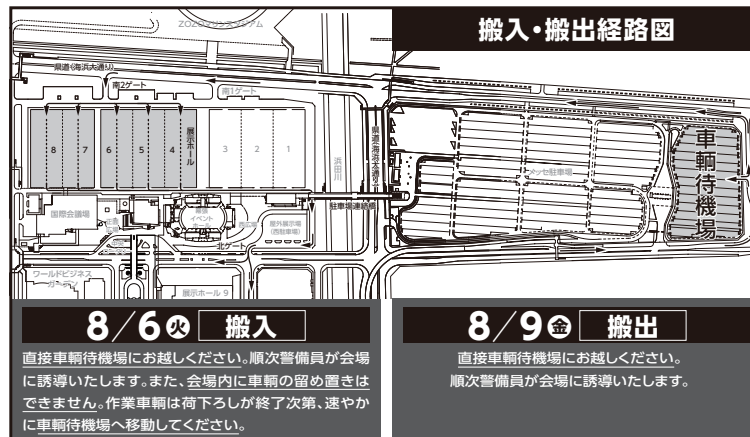 ZOZOマリンスタジアム
搬入・搬出経路図
県道(海浜大通り)
南2ゲート
南1ゲート
8
7
6
5
4
展示ホール
3
2
1
浜田川
県道(海浜大通り)
メッセ駐車場
車輌待機場
国際会議場
幕張
イベント
ホール
駐車場連絡橋
屋外展示場
(西駐車場)
北ゲート
ワールドビジネス
ガーデン
展示ホール 9
8/6火 搬入
直接車輌待機場にお越しください。順次警備員が会場
に誘導いたします。また、会場内に車輌の留め置きは
できません。作業車輌は荷下ろしが終了次第、速やか
に車輌待機場へ移動してください。
8/9金 搬出
直接車輌待機場にお越しください。
順次警備員が会場に誘導いたします。